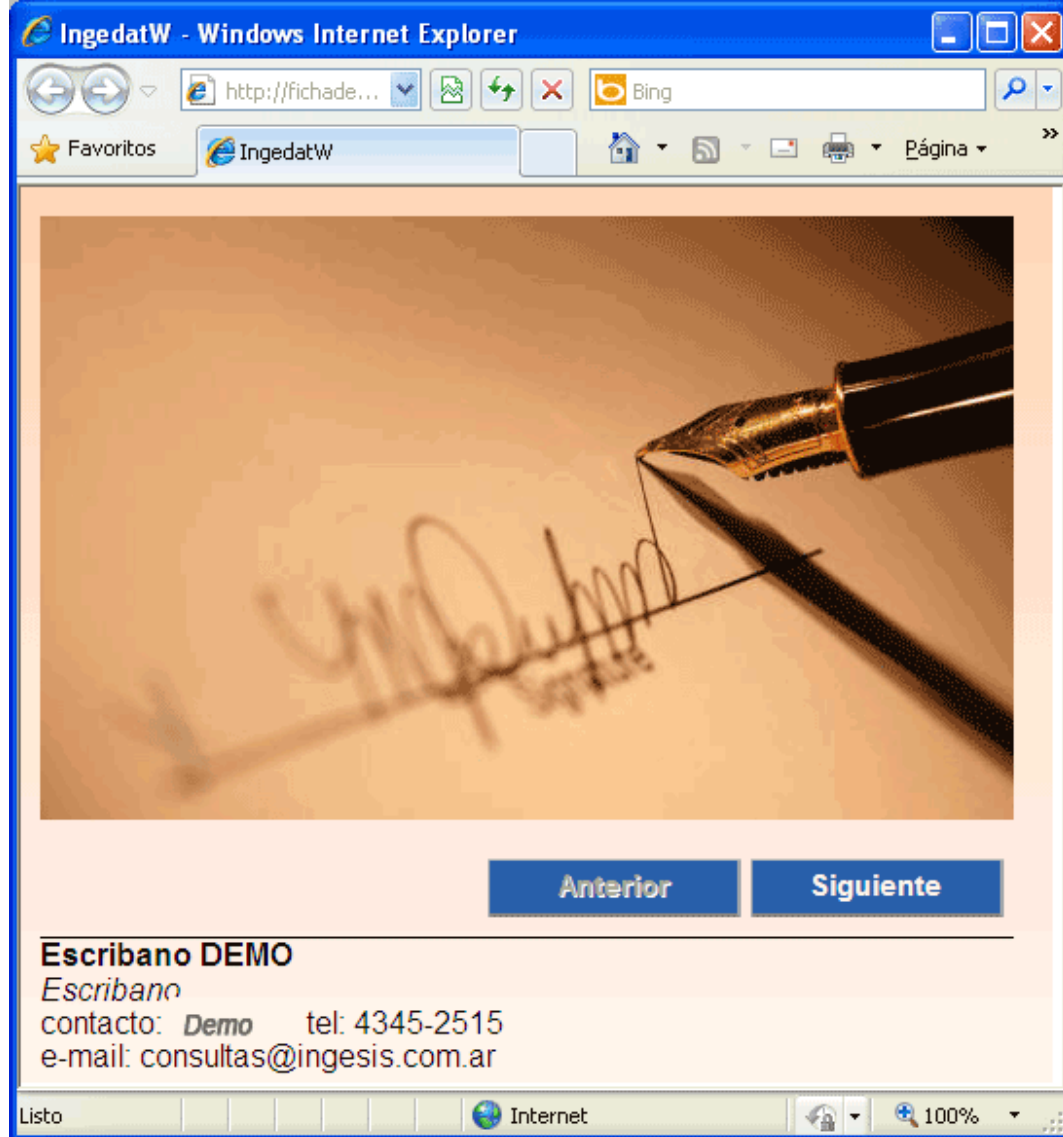 IngedatW - Windows Internet Explorer
http://fichade... Bing
Favoritos IngedatW Página »
Signature
Anterior Siguiente
Escribano DEMO
Escribano
contacto: Demo tel: 4345-2515
e-mail: consultas@ingesis.com.ar
Listo Internet 100%